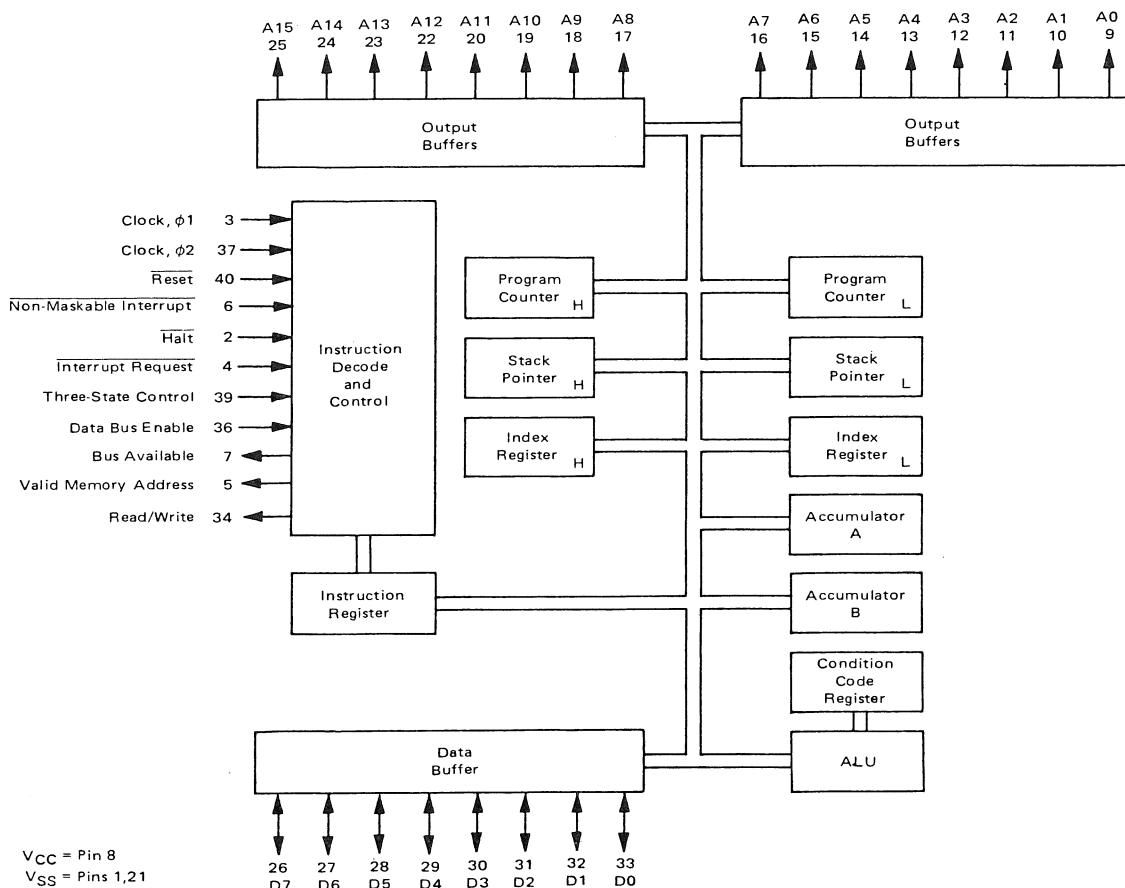 A15 A14 A13 A12 A11 A10 A9 A8 A7 A6 A5 A4 A3 A2 A1 A0
25 24 23 22 20 19 18 17 16 15 14 13 12 11 10 9
Output
Buffers
Output
Buffers
Clock, ϕ1 3
Clock, ϕ2 37
Reset 40
Non-Maskable Interrupt 6
Halt 2
Interrupt Request 4
Three-State Control 39
Data Bus Enable 36
Bus Available 7
Valid Memory Address 5
Read/Write 34
Instruction
Decode
and
Control
Program
Counter H
Program
Counter L
Stack
Pointer H
Stack
Pointer L
Index
Register H
Index
Register L
Accumulator
A
Instruction
Register
Accumulator
B
Condition
Code
Register
Data
Buffer
ALU
26 27 28 29 30 31 32 33
D7 D6 D5 D4 D3 D2 D1 D0
VCC = Pin 8
VSS = Pins 1,21